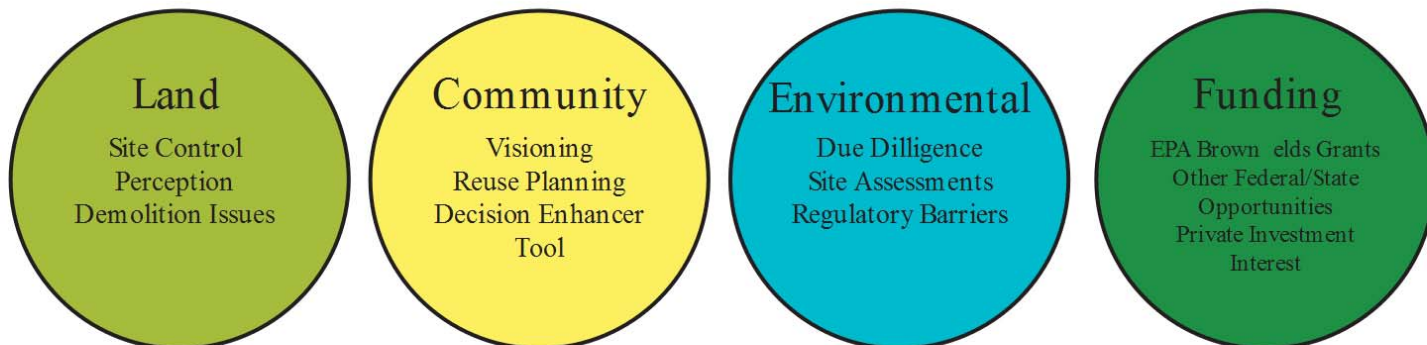 Land
Site Control
Perception
Demolition Issues
Community
Visioning
Reuse Planning
Decision Enhancer
Tool
Environmental
Due Dilligence
Site Assessments
Regulatory Barriers
Funding
EPA Brown elds Grants
Other Federal/State
Opportunities
Private Investment
Interest